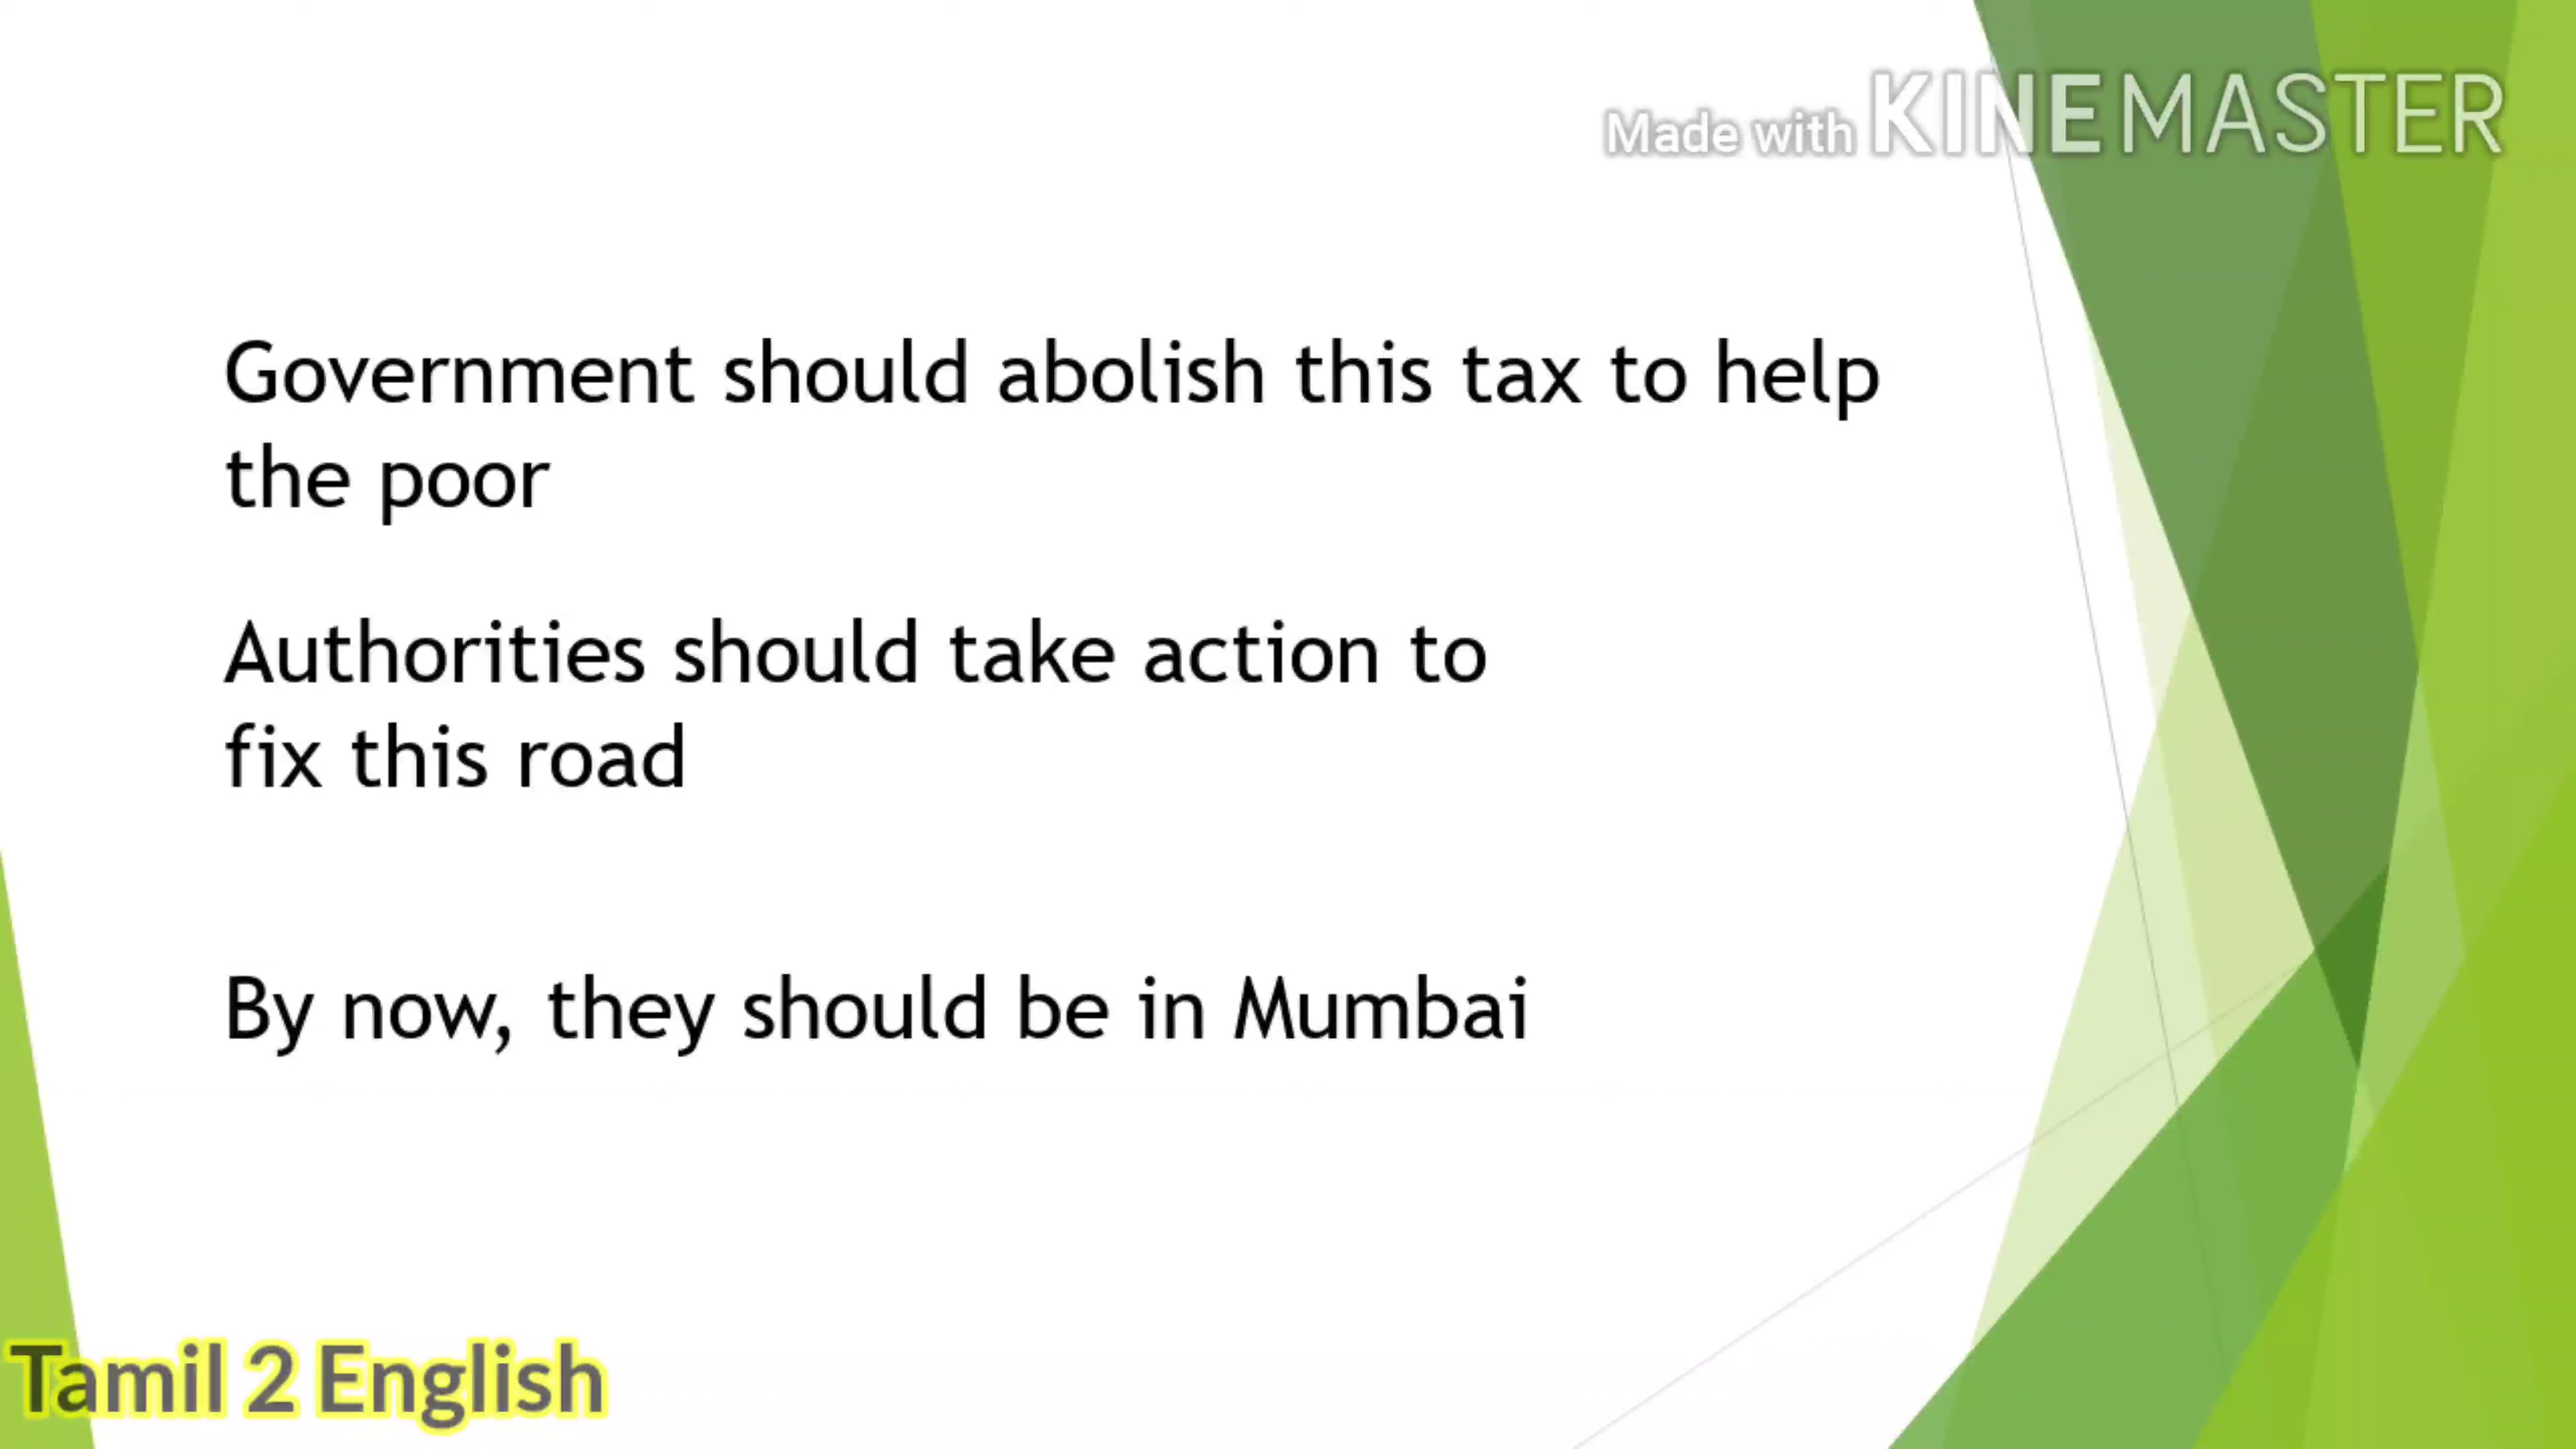 Made with KINEMASTER
Government should abolish this tax to help
the poor
Authorities should take action to
fix this road
By now, they should be in Mumbai
Tamil 2 English